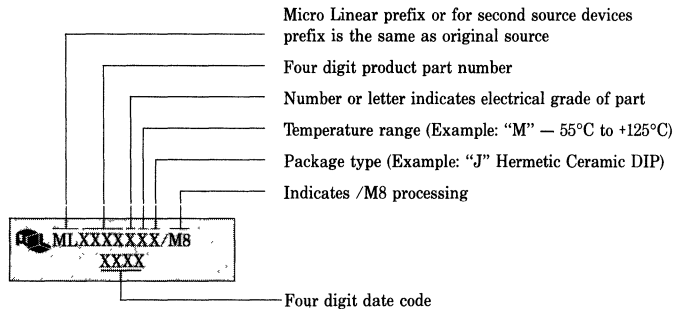 Micro Linear prefix or for second source devices
prefix is the same as original source
Four digit product part number
Number or letter indicates electrical grade of part
Temperature range (Example: “M” — 55°C to +125°C)
Package type (Example: “J” Hermetic Ceramic DIP)
Indicates /M8 processing
MLXXXXXXX/M8
XXXX
Four digit date code